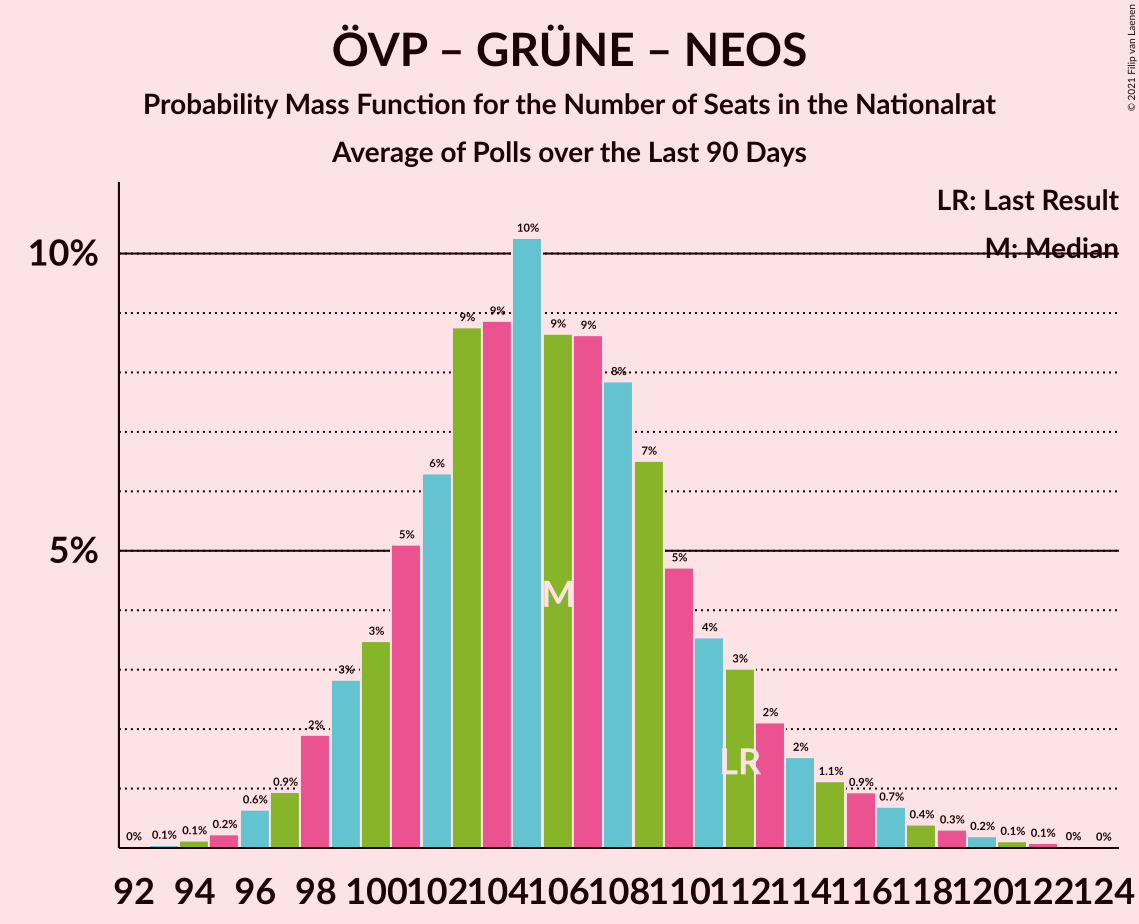 © 2021 Filip van Laenen
ÖVP – GRÜNE – NEOS
Probability Mass Function for the Number of Seats in the Nationalrat
Average of Polls over the Last 90 Days
LR: Last Result
M: Median
10%
5%
0% 0.1% 0.1% 0.2% 0.6% 0.9% 2% 3% 3% 5% 6% 9% 9% 10% 9% 9% 8% 7% 5% 4% 3% 2% 2% 1.1% 0.9% 0.7% 0.4% 0.3% 0.2% 0.1% 0.1% 0% 0%
M
LR
92 94 96 98 100 102 104 106 108 110 112 114 116 118 120 122 124